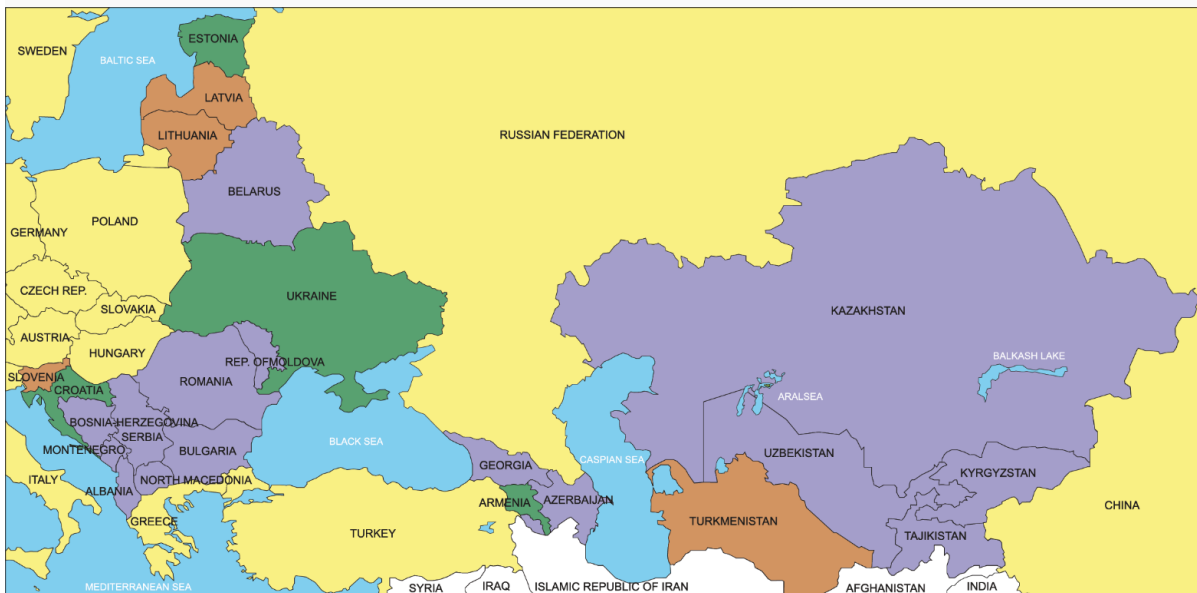 ESTONIA
SWEDEN
BALTIC SEA
LATVIA
LITHUANIA
RUSSIAN FEDERATION
BELARUS
POLAND
GERMANY
CZECH REP.
UKRAINE
SLOVAKIA
KAZAKHSTAN
AUSTRIA
HUNGARY
BALKASH LAKE
REP. OFMOLDOVA
SLOVENIA
ROMANIA
CROATIA
ARALSEA
BOSNIA-HERZEGOVINA
SERBIA
BLACK SEA
MONTENEGRO
BULGARIA
UZBEKISTAN
CASPIAN SEA
GEORGIA
KYRGYZSTAN
ITALY
NORTH MACEDONIA
ALBANIA
ARMENIA
AZERBAIJAN
CHINA
GREECE
TURKMENISTAN
TURKEY
TAJIKISTAN
MEDITERRANEAN SEA
SYRIA
IRAQ
ISLAMIC REPUBLIC OF IRAN
AFGHANISTAN
INDIA